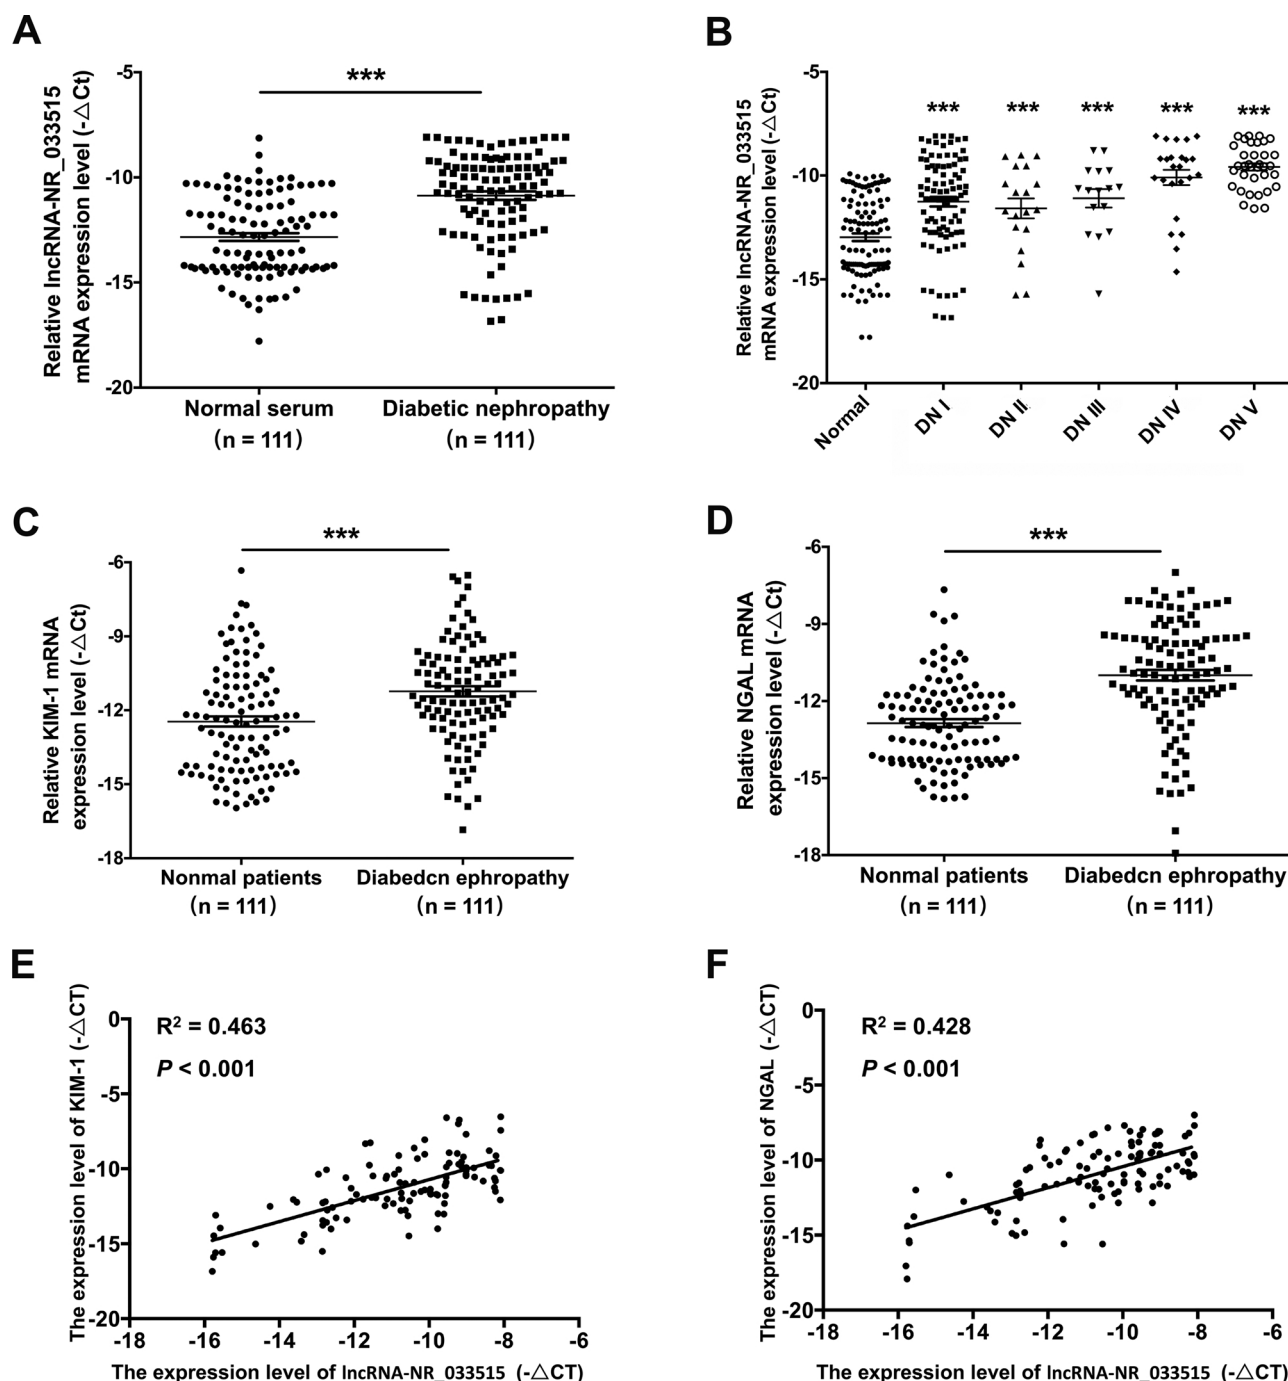 A
Relative lncRNA-NR_033515
mRNA expression level (-△Ct)
-5
-10
-15
-20
***
Normal serum
(n = 111)
Diabetic nephropathy
(n = 111)
B
Relative lncRNA-NR_033515
mRNA expression level (-△Ct)
-5
-10
-15
-20
***
***
***
***
***
Normal
DN I
DN II
DN III
DN IV
DN V
C
Relative KIM-1 mRNA
expression level (-△Ct)
-6
-9
-12
-15
-18
***
Nonmal patients
(n = 111)
Diabedcn ephropathy
(n = 111)
D
Relative NGAL mRNA
expression level (-△Ct)
-6
-9
-12
-15
-18
***
Nonmal patients
(n = 111)
Diabedcn ephropathy
(n = 111)
E
The expression level of KIM-1 (-△CT)
0
-5
-10
-15
-20
R² = 0.463
P < 0.001
-18 -16 -14 -12 -10 -8 -6
The expression level of lncRNA-NR_033515 (-△CT)
F
The expression level of NGAL (-△CT)
0
-5
-10
-15
-20
R² = 0.428
P < 0.001
-18 -16 -14 -12 -10 -8 -6
The expression level of lncRNA-NR_033515 (-△CT)